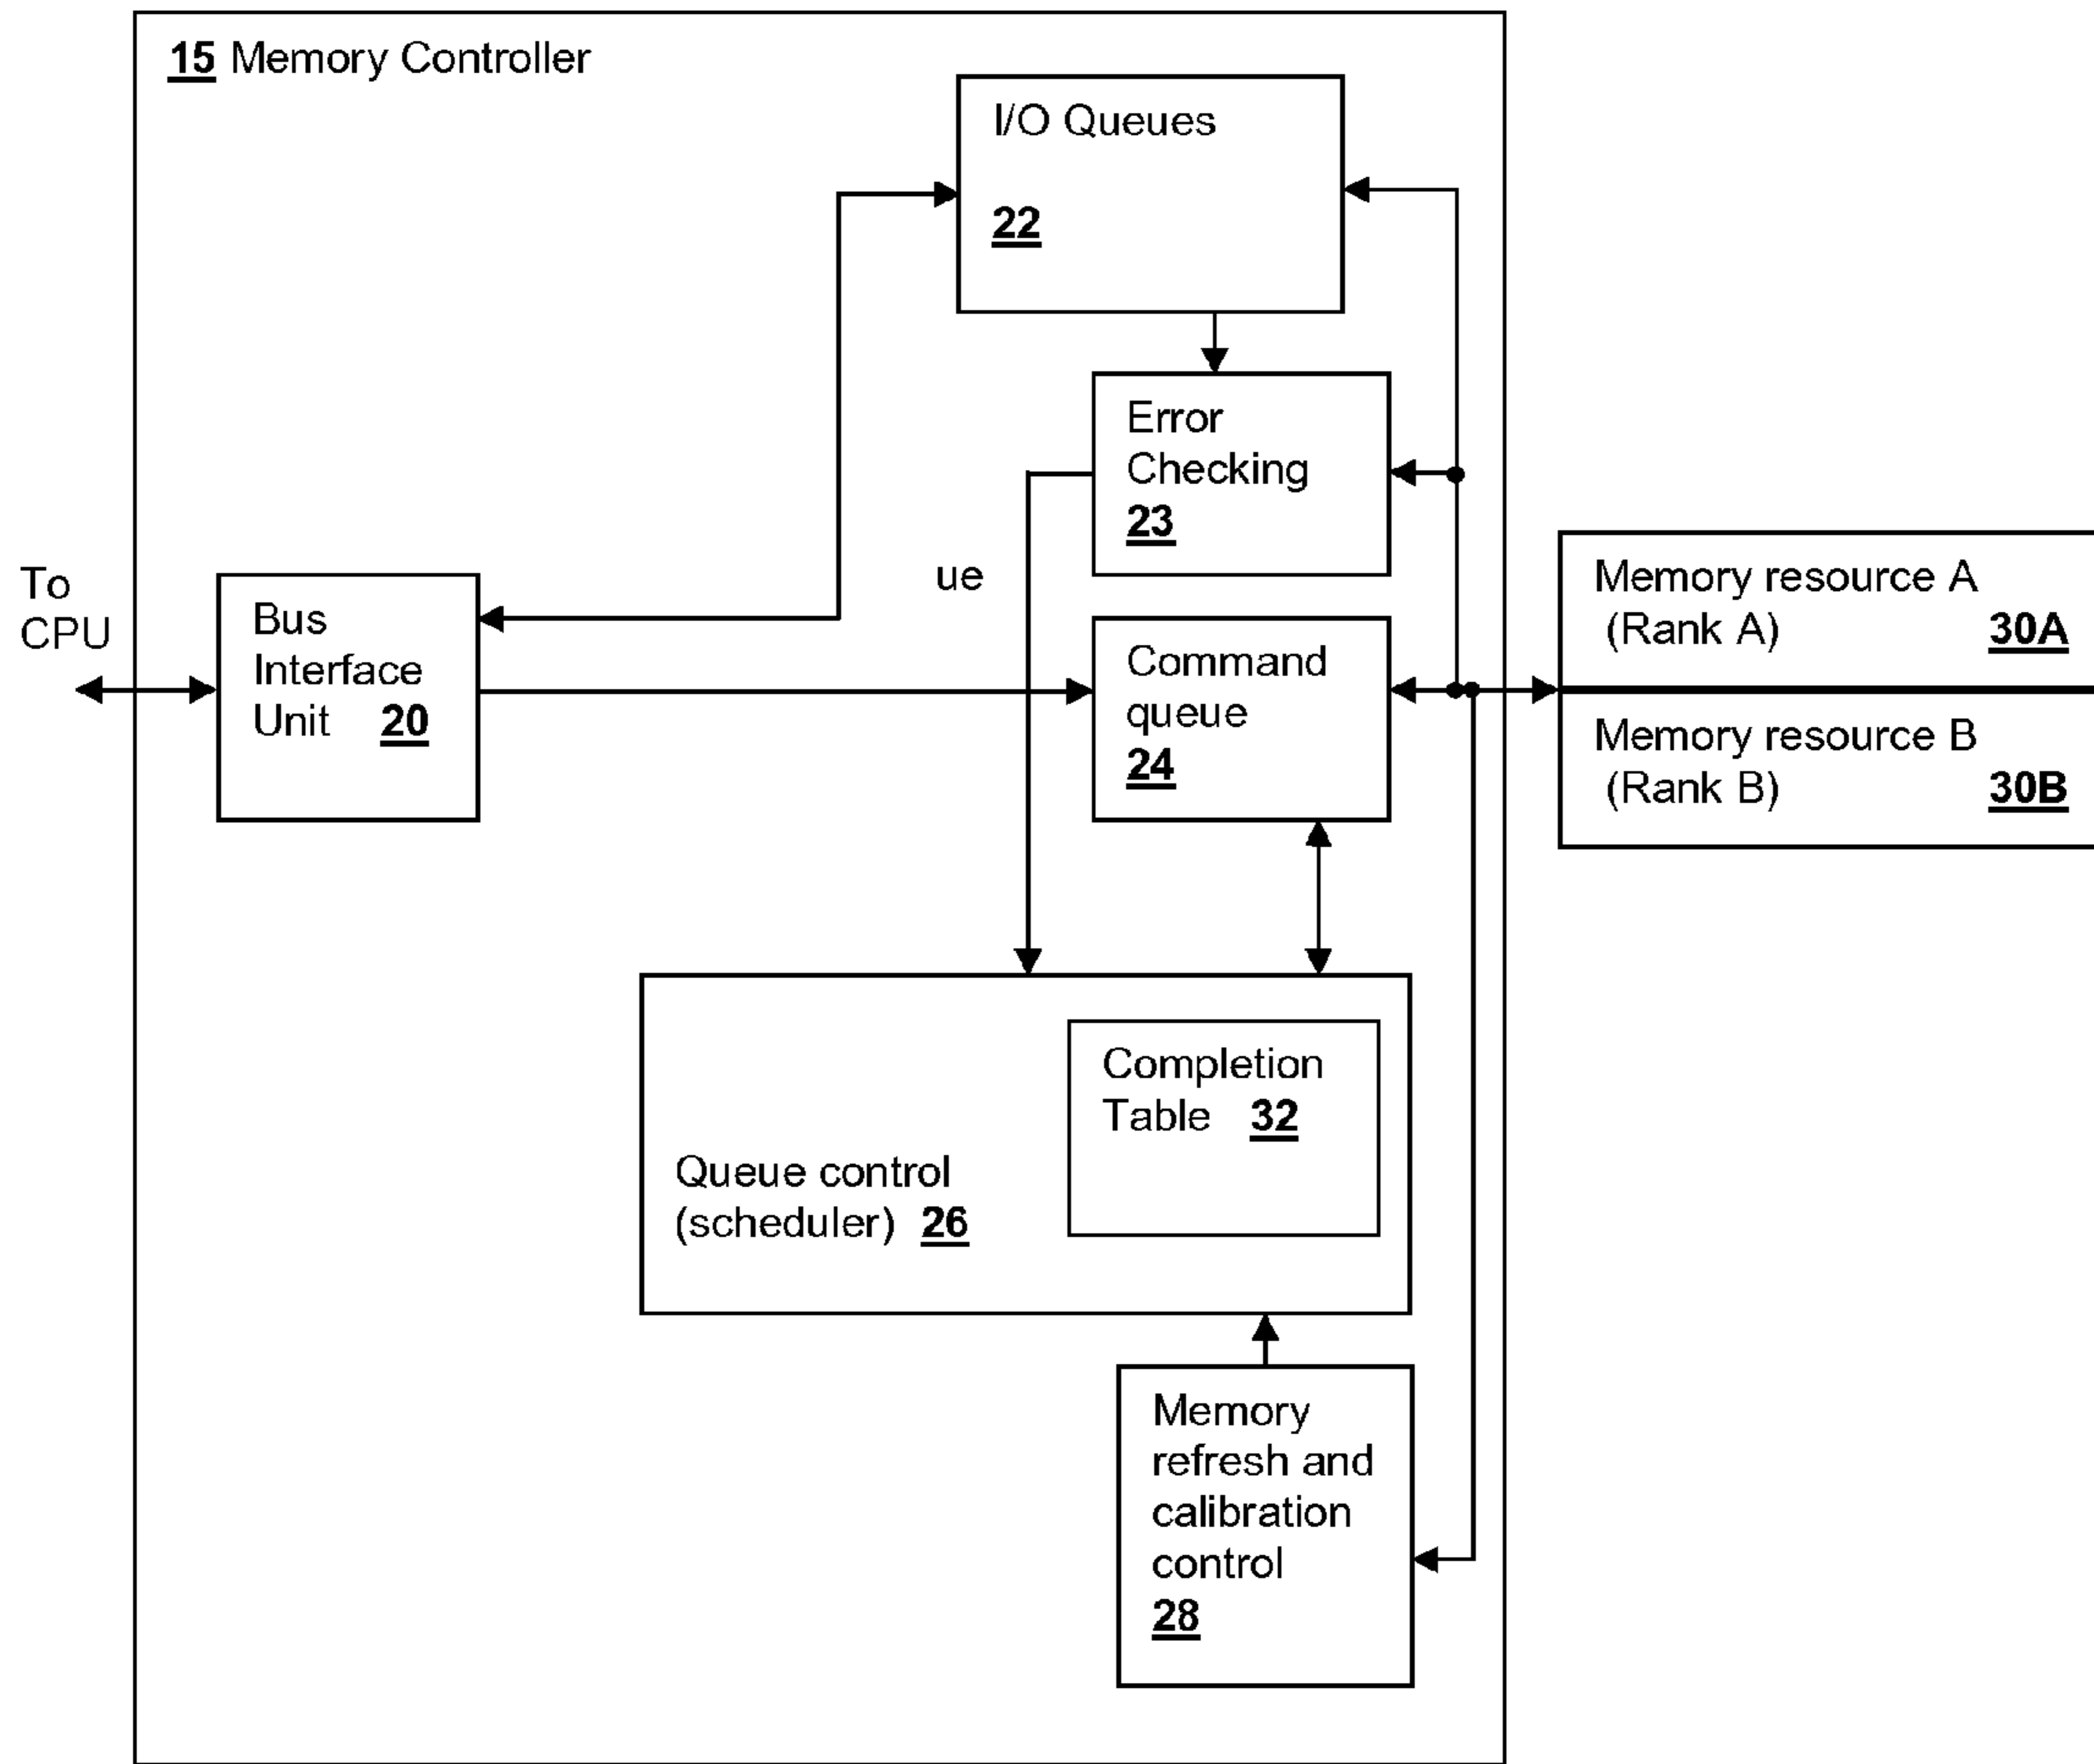 15 Memory Controller
I/O Queues
22
Error
Checking
23
ue
To
CPU
Bus
Interface
Unit 20
Command
queue
24
Memory resource A
(Rank A) 30A
Memory resource B
(Rank B) 30B
Completion
Table 32
Queue control
(scheduler) 26
Memory
refresh and
calibration
control
28